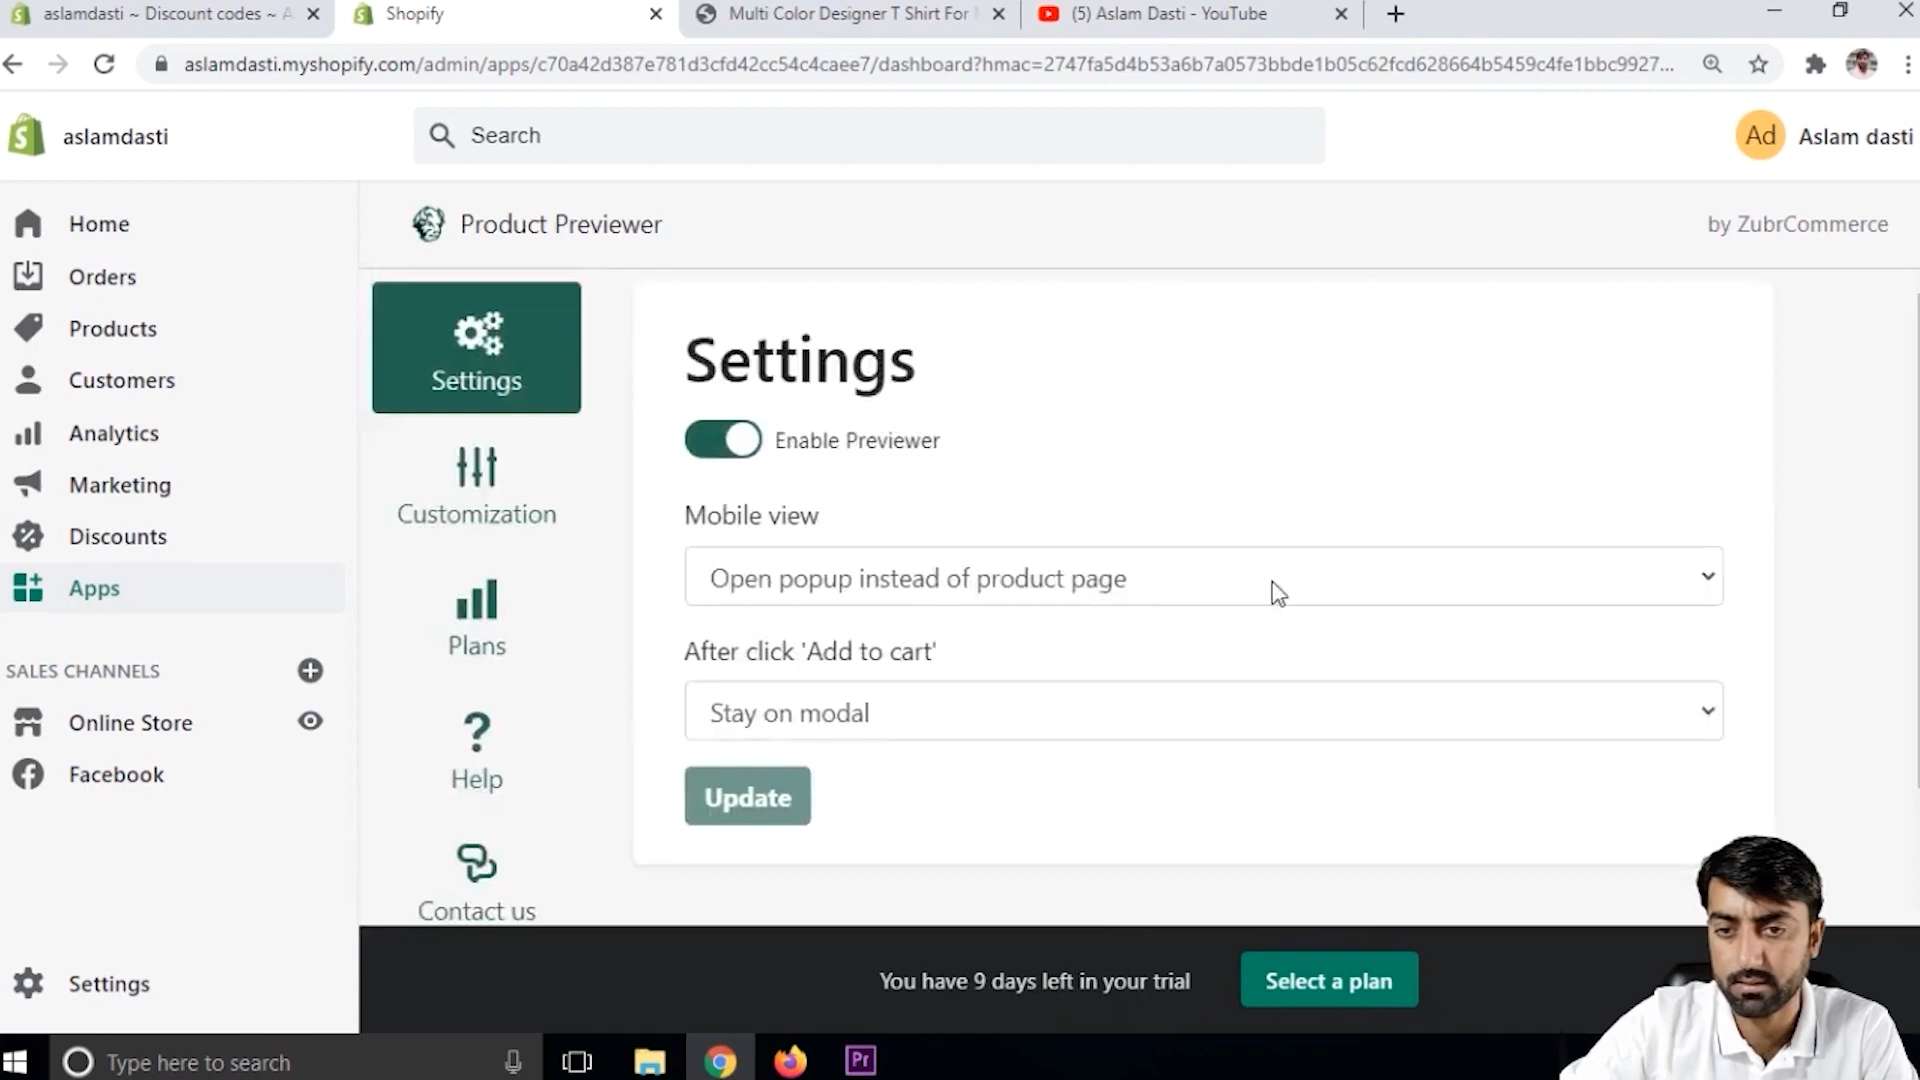 aslamdasti ~ Discount codes ~ A
Shopify
Multi Color Designer T Shirt For
(5) Aslam Dasti - YouTube
aslamdasti.myshopify.com/admin/apps/c70a42d387e781d3cfd42cc54c4caee7/dashboard?hmac=2747fa5d4b53a6b7a0573bbde1b05c62fcd628664b5459c4fe1bbc9927...
aslamdasti
Search
Ad
Aslam dasti
Home
Orders
Products
Customers
Analytics
Marketing
Discounts
Apps
SALES CHANNELS
Online Store
Facebook
Settings
Product Previewer
by ZubrCommerce
Settings
Customization
Plans
Help
Contact us
Settings
Enable Previewer
Mobile view
Open popup instead of product page
After click 'Add to cart'
Stay on modal
Update
You have 9 days left in your trial
Select a plan
Type here to search
Pr